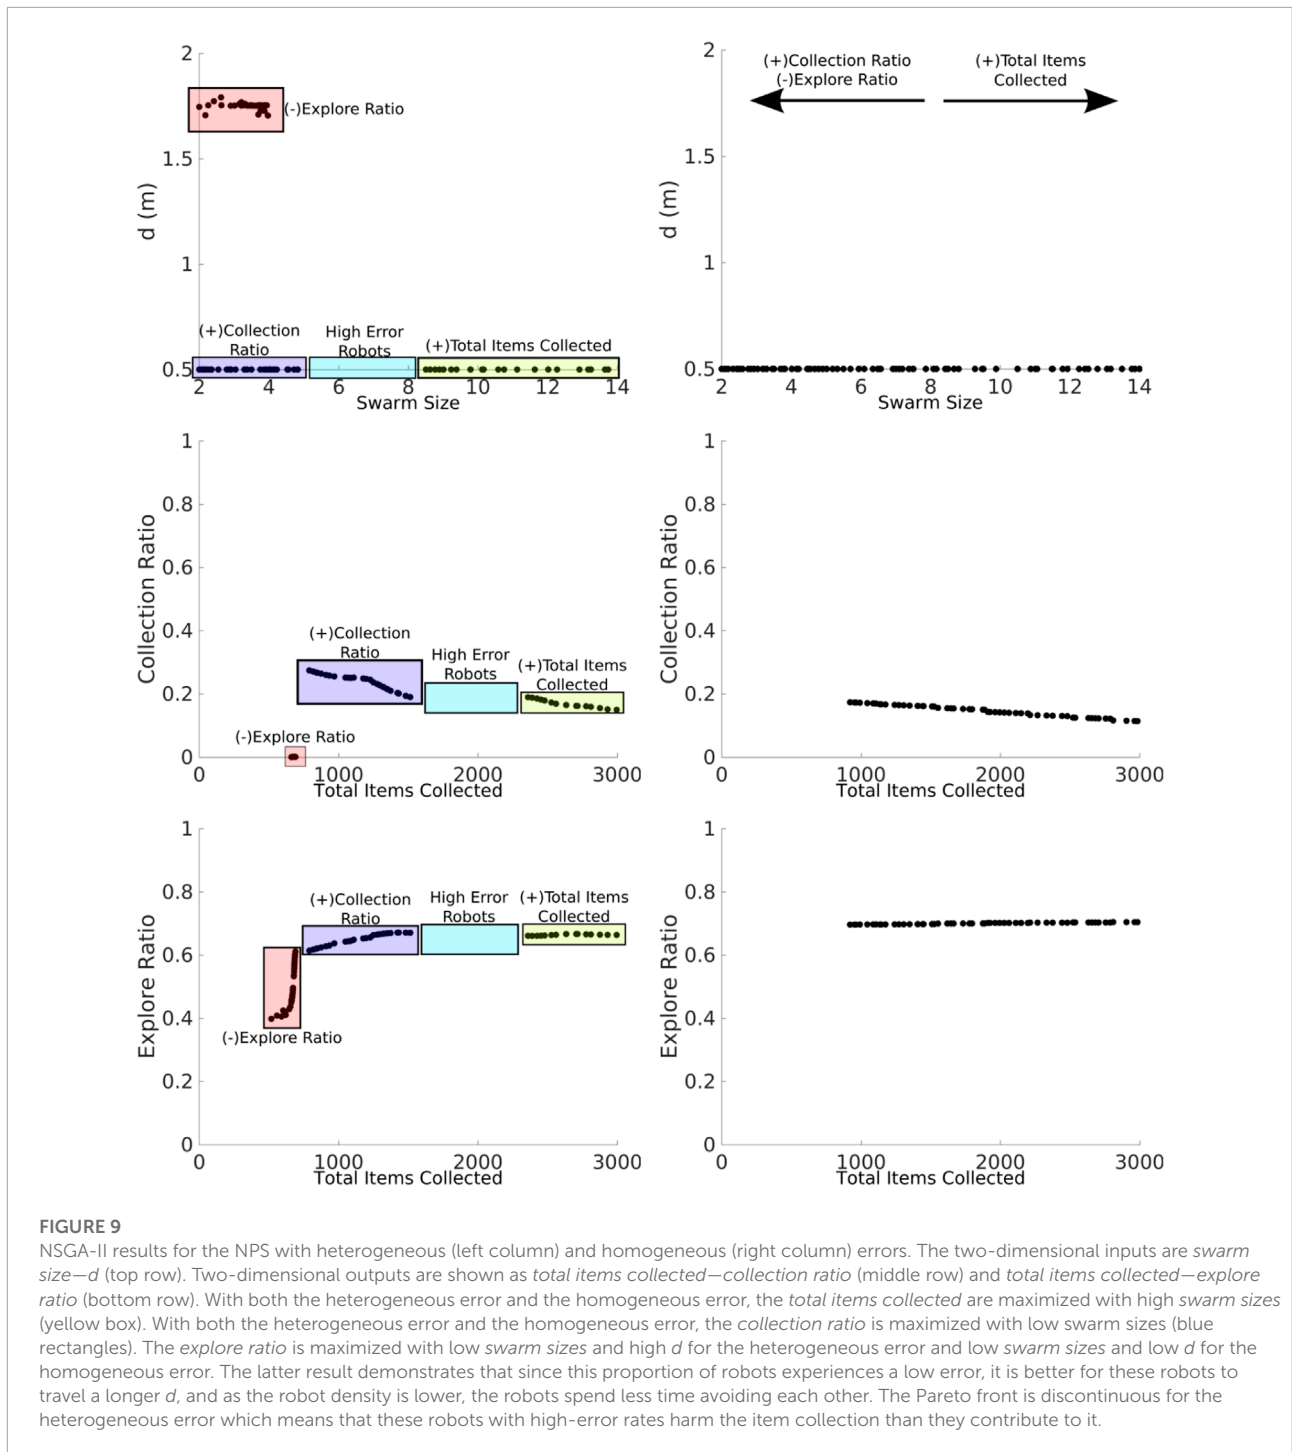 2
(-)Explore Ratio
1.5
d (m)
1
(+)Collection
Ratio
High Error
Robots
(+)Total Items Collected
0.5
2 4 6 8 10 12 14
Swarm Size
2
(+)Collection Ratio
(-)Explore Ratio
(+)Total Items
Collected
1.5
d (m)
1
0.5
2 4 6 8 10 12 14
Swarm Size
1
0.8
0.6
Collection Ratio
0.4
(+)Collection
Ratio
High Error
Robots
(+)Total Items
Collected
0.2
(-)Explore Ratio
0
0 1000 2000 3000
Total Items Collected
1
0.8
0.6
Collection Ratio
0.4
0.2
0
0 1000 2000 3000
Total Items Collected
1
0.8
(+)Collection
Ratio
High Error
Robots
(+)Total Items
Collected
0.6
Explore Ratio
0.4
(-)Explore Ratio
0.2
0
0 1000 2000 3000
Total Items Collected
1
0.8
0.6
Explore Ratio
0.4
0.2
0
0 1000 2000 3000
Total Items Collected
FIGURE 9
NSGA-II results for the NPS with heterogeneous (left column) and homogeneous (right column) errors. The two-dimensional inputs are swarm
size—d (top row). Two-dimensional outputs are shown as total items collected—collection ratio (middle row) and total items collected—explore
ratio (bottom row). With both the heterogeneous error and the homogeneous error, the total items collected are maximized with high swarm sizes
(yellow box). With both the heterogeneous error and the homogeneous error, the collection ratio is maximized with low swarm sizes (blue
rectangles). The explore ratio is maximized with low swarm sizes and high d for the heterogeneous error and low swarm sizes and low d for the
homogeneous error. The latter result demonstrates that since this proportion of robots experiences a low error, it is better for these robots to
travel a longer d, and as the robot density is lower, the robots spend less time avoiding each other. The Pareto front is discontinuous for the
heterogeneous error which means that these robots with high-error rates harm the item collection than they contribute to it.